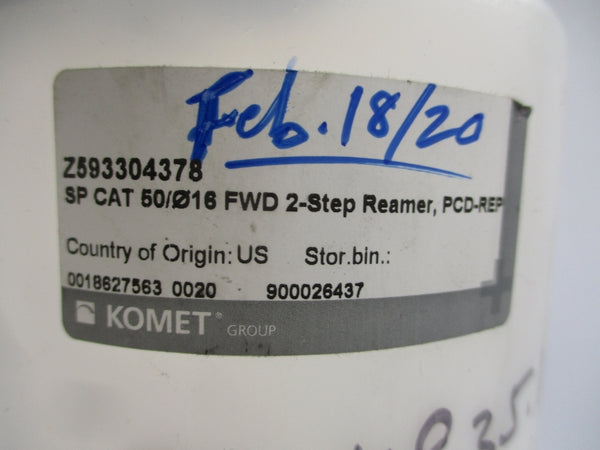 Feb. 18/20
Z593304378
SP CAT 50/Ø16 FWD 2-Step Reamer, PCD-REP
Country of Origin: US Stor.bin.:
0018627563 0020 900026437
KOMET® GROUP